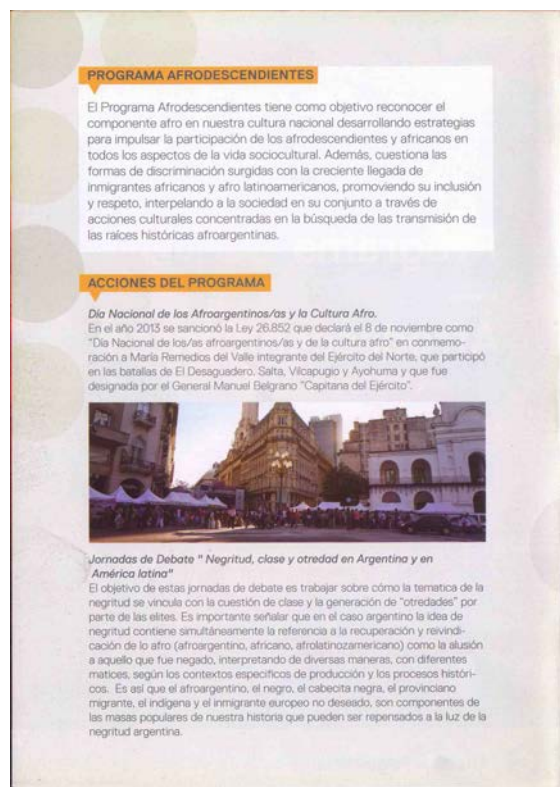 PROGRAMA AFRODESCENDIENTES
El Programa Afrodescendientes tiene como objetivo reconocer el
componente afro en nuestra cultura nacional desarrollando estrategias
para impulsar la participación de los afrodescendientes y africanos en
todos los aspectos de la vida sociocultural. Además, cuestiona las
formas de discriminación surgidas con la creciente llegada de
inmigrantes africanos y afro latinoamericanos, promoviendo su inclusión
y respeto, interpelando a la sociedad en su conjunto a través de
acciones culturales concentradas en la búsqueda de las transmisión de
las raíces históricas afroargentinas.
ACCIONES DEL PROGRAMA
Día Nacional de los Afroargentinos/as y la Cultura Afro.
En el año 2013 se sancionó la Ley 26.852 que declará el 8 de noviembre como
"Día Nacional de los/as afroargentinos/as y de la cultura afro" en conmemo-
ración a María Remedios del Valle integrante del Ejército del Norte, que participó
en las batallas de El Desaguadero, Salta, Vilcapugio y Ayohuma y que fue
designada por el General Manuel Belgrano "Capitana del Ejército".
Jornadas de Debate " Negritud, clase y otredad en Argentina y en
América latina"
El objetivo de estas jornadas de debate es trabajar sobre cómo la tematica de la
negritud se vincula con la cuestión de clase y la generación de "otredades" por
parte de las elites. Es importante señalar que en el caso argentino la idea de
negritud contiene simultáneamente la referencia a la recuperación y reivindi-
cación de lo afro (afroargentino, africano, afrolatinozamericano) como la alusión
a aquello que fue negado, interpretando de diversas maneras, con diferentes
matices, según los contextos específicos de producción y los procesos históri-
cos. Es así que el afroargentino, el negro, el cabecita negra, el provinciano
migrante, el indígena y el inmigrante europeo no deseado, son componentes de
las masas populares de nuestra historia que pueden ser repensados a la luz de la
negritud argentina.